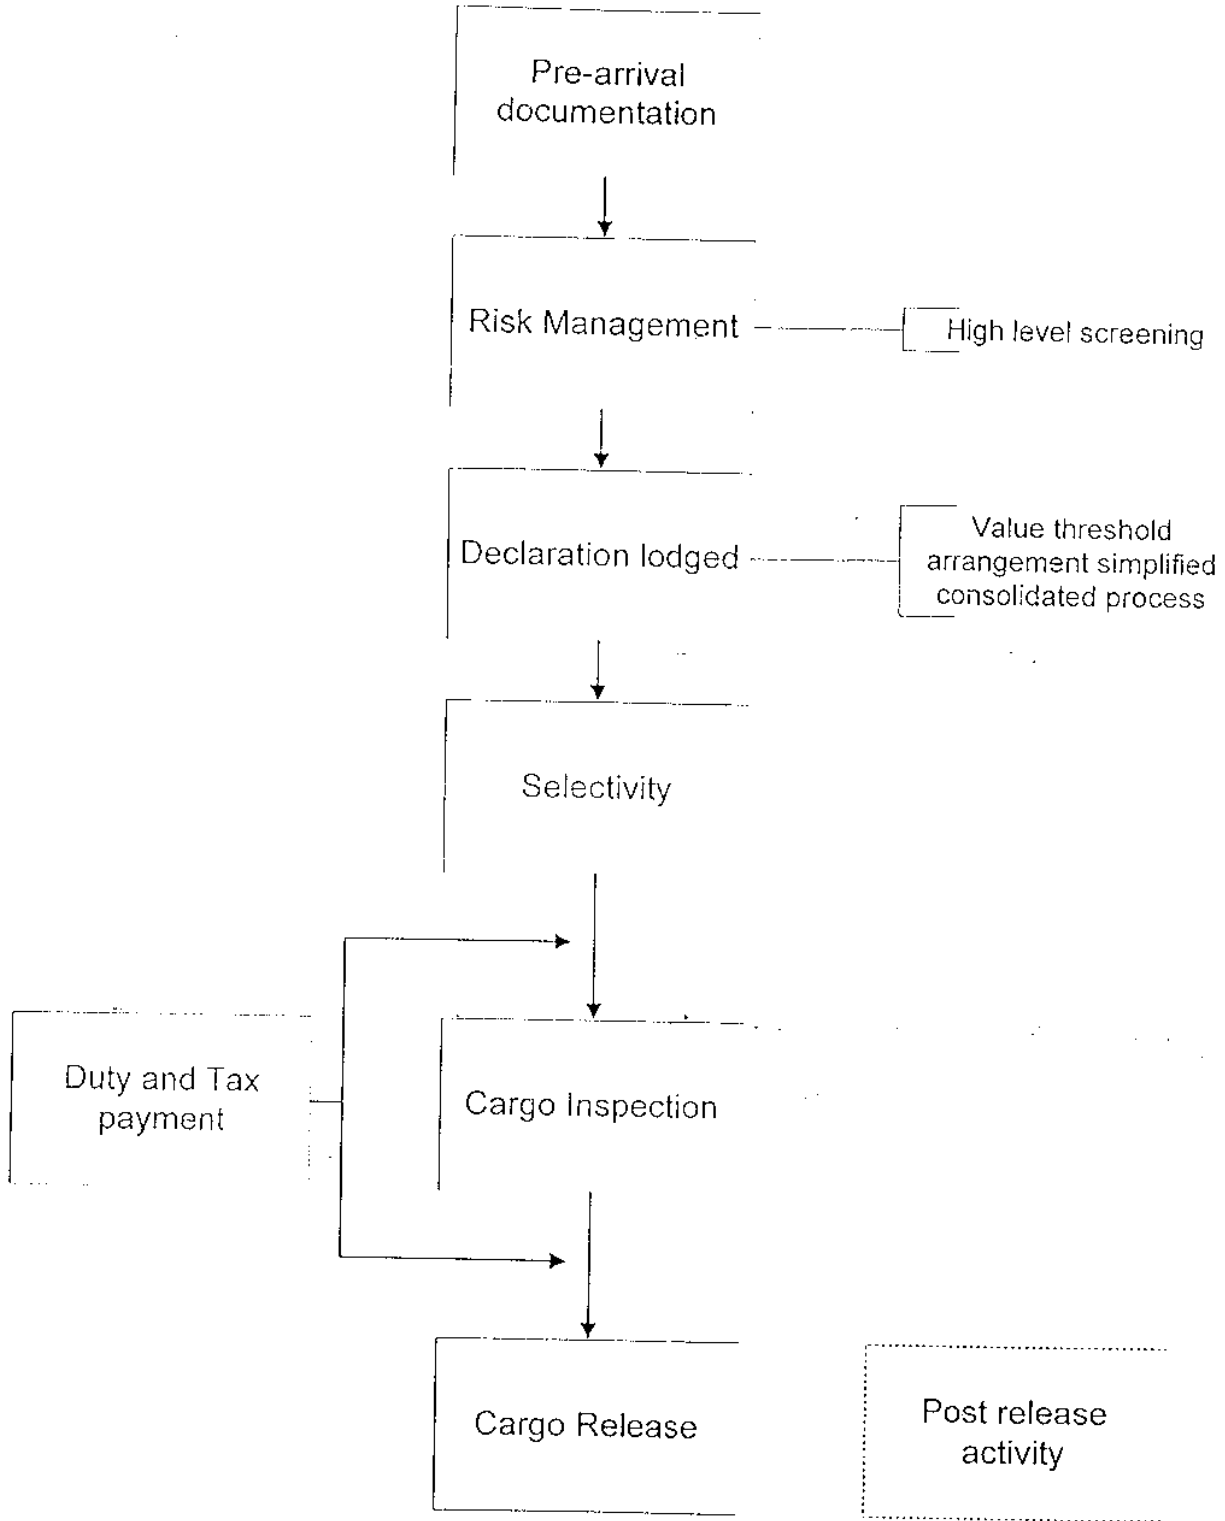 Pre-arrival
documentation
Risk Management
High level screening
Declaration lodged
Value threshold
arrangement simplified
consolidated process
Selectivity
Duty and Tax
payment
Cargo Inspection
Cargo Release
Post release
activity